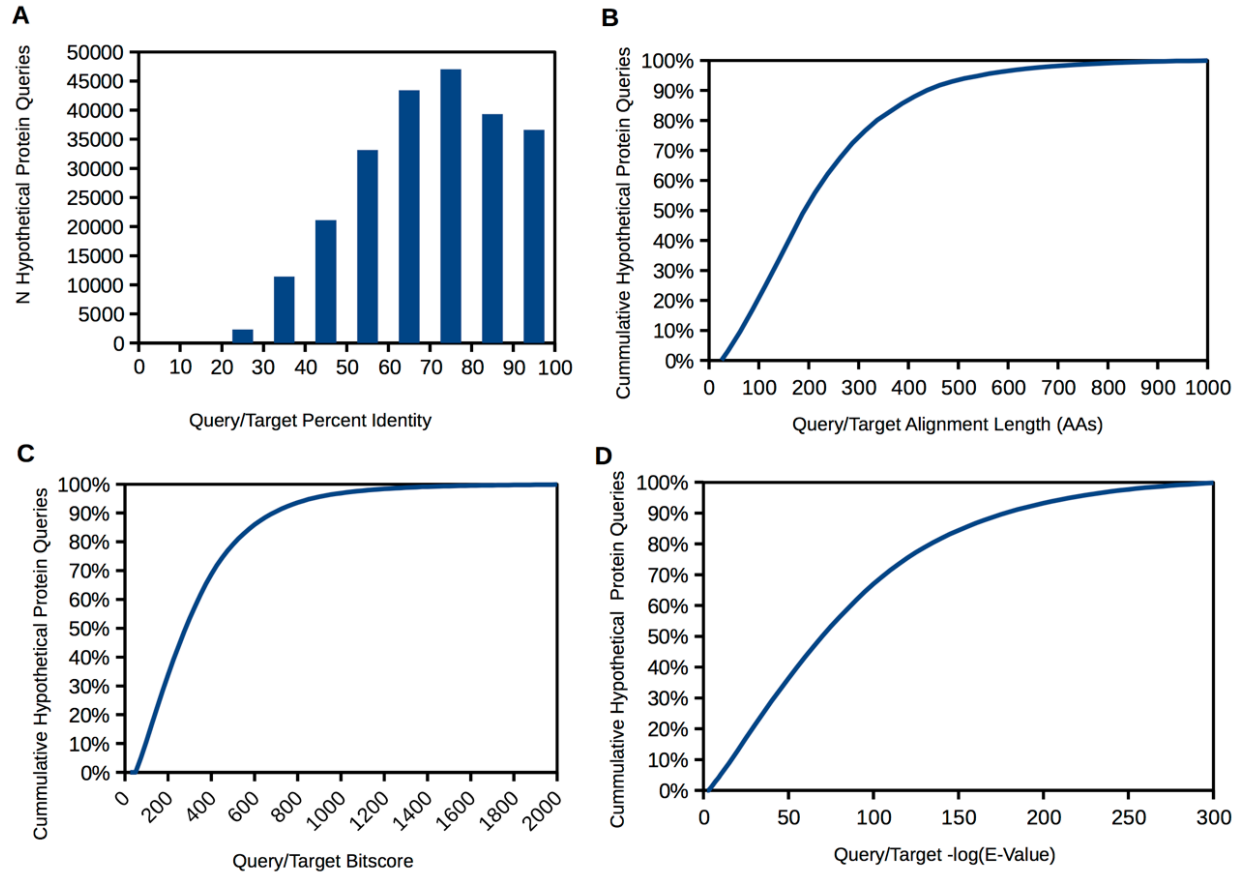 A
N Hypothetical Protein Queries
50000
45000
40000
35000
30000
25000
20000
15000
10000
5000
0
0 10 20 30 40 50 60 70 80 90 100
Query/Target Percent Identity
B
Cummulative Hypothetical Protein Queries
100%
90%
80%
70%
60%
50%
40%
30%
20%
10%
0%
0 100 200 300 400 500 600 700 800 900 1000
Query/Target Alignment Length (AAs)
C
Cummulative Hypothetical Protein Queries
100%
90%
80%
70%
60%
50%
40%
30%
20%
10%
0%
0 200 400 600 800 1000 1200 1400 1600 1800 2000
Query/Target Bitscore
D
Cummulative Hypothetical Protein Queries
100%
90%
80%
70%
60%
50%
40%
30%
20%
10%
0%
0 50 100 150 200 250 300
Query/Target -log(E-Value)